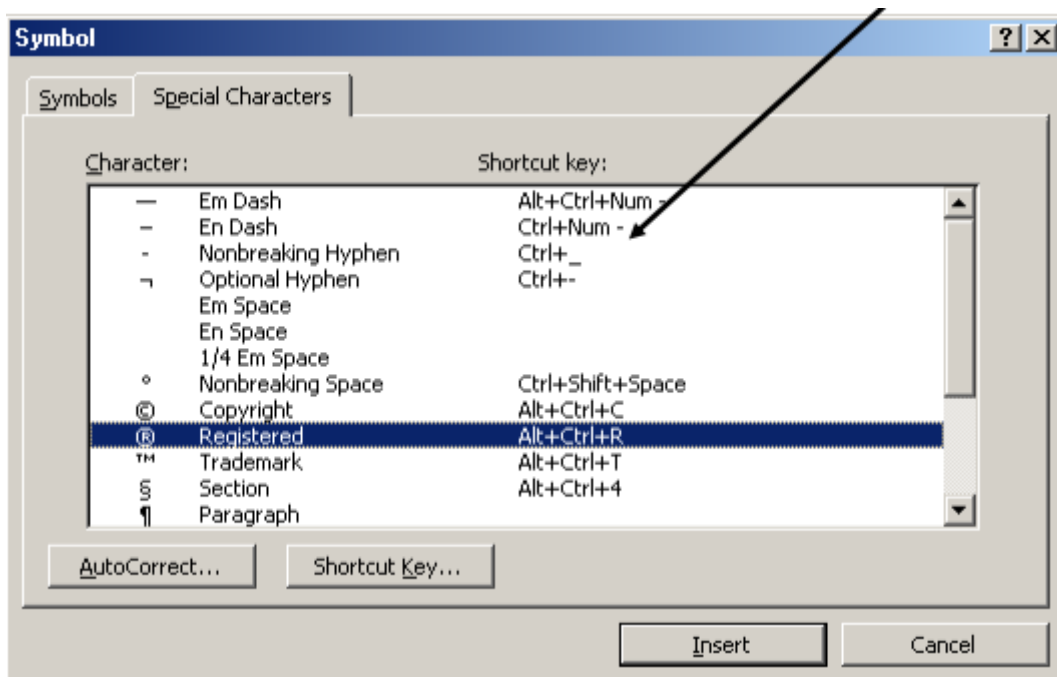 Symbol
Symbols Special Characters
Character: Shortcut key:
— Em Dash Alt+Ctrl+Num -
– En Dash Ctrl+Num -
- Nonbreaking Hyphen Ctrl+_
¬ Optional Hyphen Ctrl+-
Em Space
En Space
1/4 Em Space
° Nonbreaking Space Ctrl+Shift+Space
© Copyright Alt+Ctrl+C
® Registered Alt+Ctrl+R
™ Trademark Alt+Ctrl+T
§ Section Alt+Ctrl+4
¶ Paragraph
AutoCorrect... Shortcut Key...
Insert Cancel